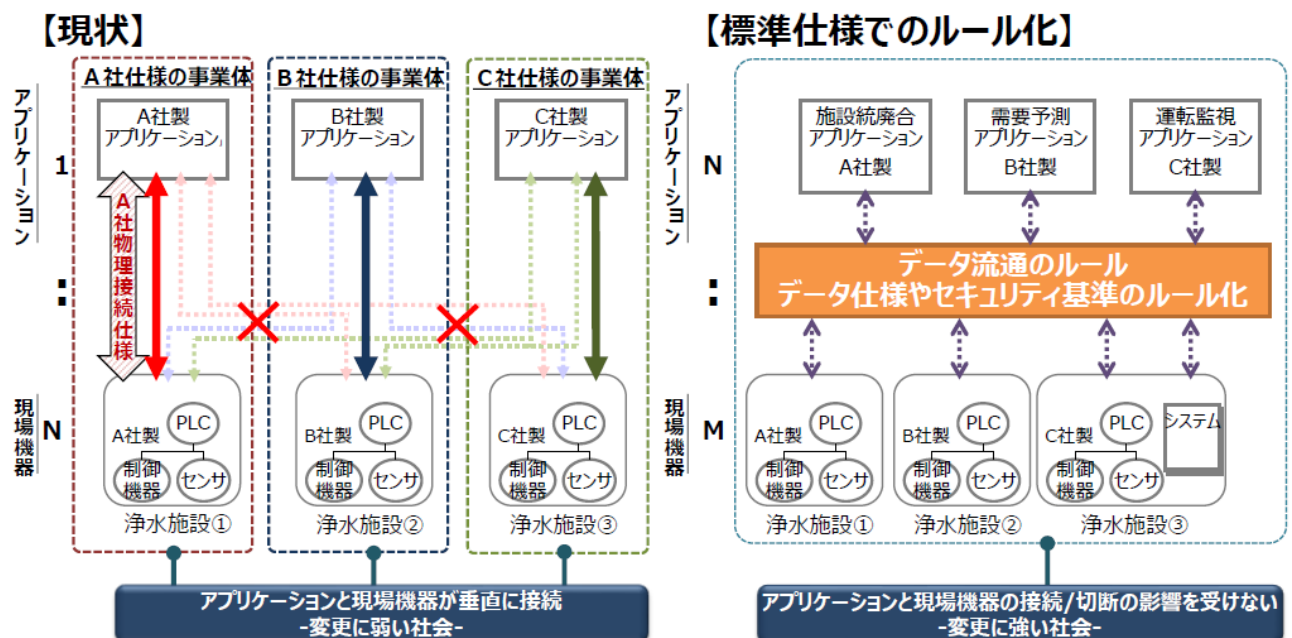 【現状】
A社仕様の事業体
B社仕様の事業体
C社仕様の事業体
アプリケーション
1
:
N
現場機器
A社製
アプリケーション
B社製
アプリケーション
C社製
アプリケーション
A社物理接続仕様
A社製
PLC
制御
機器
センサ
浄水施設①
B社製
PLC
制御
機器
センサ
浄水施設②
C社製
PLC
制御
機器
センサ
浄水施設③
アプリケーションと現場機器が垂直に接続
-変更に弱い社会-
【標準仕様でのルール化】
アプリケーション
N
:
M
現場機器
施設統廃合
アプリケーション
A社製
需要予測
アプリケーション
B社製
運転監視
アプリケーション
C社製
データ流通のルール
データ仕様やセキュリティ基準のルール化
A社製
PLC
制御
機器
センサ
浄水施設①
B社製
PLC
制御
機器
センサ
浄水施設②
C社製
PLC
制御
機器
センサ
システム
浄水施設③
アプリケーションと現場機器の接続/切断の影響を受けない
-変更に強い社会-